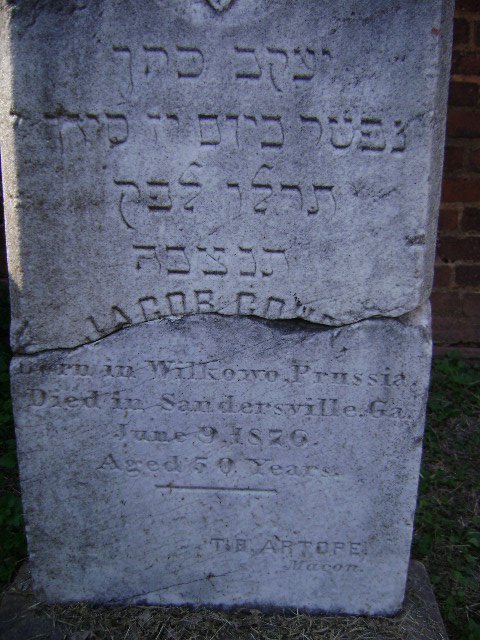 יעקב כהן
נפטר ביום יז סיון
תרלו לפק
תנצבה
JACOB
Born in Wilkowo, Prussia.
Died in Sandersville, Ga.
June 9, 1876.
Aged 50 Years.
T.B. ARTOPE
Macon.